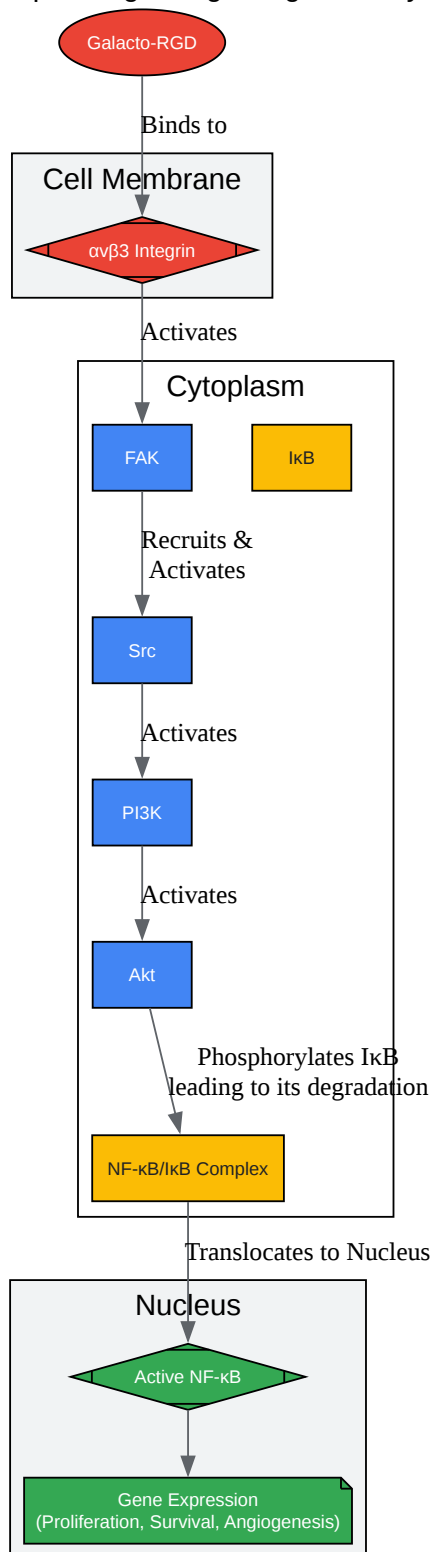 Galacto-RGD
Binds to
Cell Membrane
αvβ3 Integrin
Activates
Cytoplasm
FAK
IκB
Recruits &
Activates
Src
Activates
PI3K
Activates
Akt
Phosphorylates IκB
leading to its degradation
NF-κB/IκB Complex
Translocates to Nucleus
Nucleus
Active NF-κB
Gene Expression
(Proliferation, Survival, Angiogenesis)